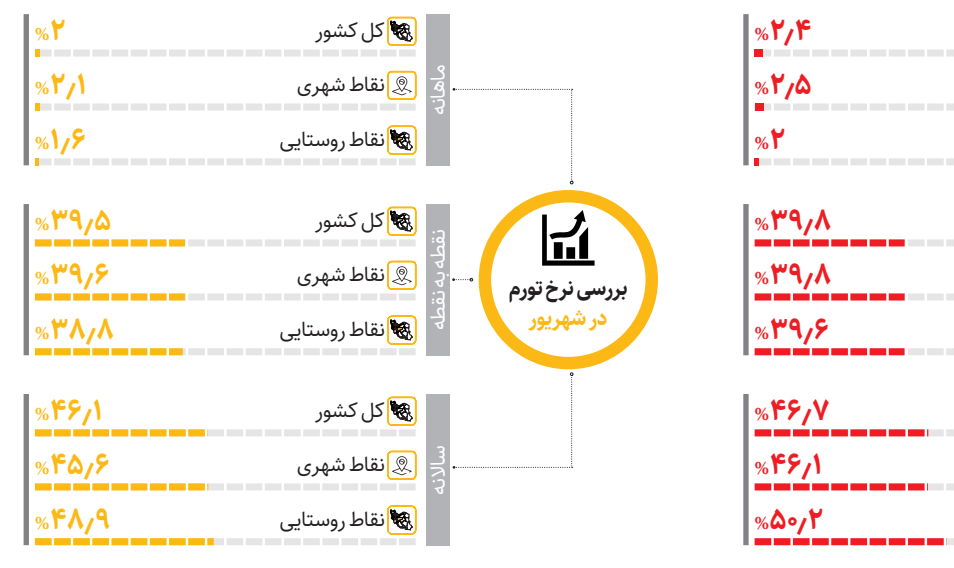 بررسی نرخ تورم
در شهریور
ماهانه
کل کشور %۲
نقاط شهری %۲٫۱
نقاط روستایی %۱٫۶
نقطه به نقطه
کل کشور %۳۹٫۵
نقاط شهری %۳۹٫۶
نقاط روستایی %۳۸٫۸
سالانه
کل کشور %۴۶٫۱
نقاط شهری %۴۵٫۶
نقاط روستایی %۴۸٫۹
%۲٫۴
%۲٫۵
%۲
%۳۹٫۸
%۳۹٫۸
%۳۹٫۶
%۴۶٫۷
%۴۶٫۱
%۵۰٫۲